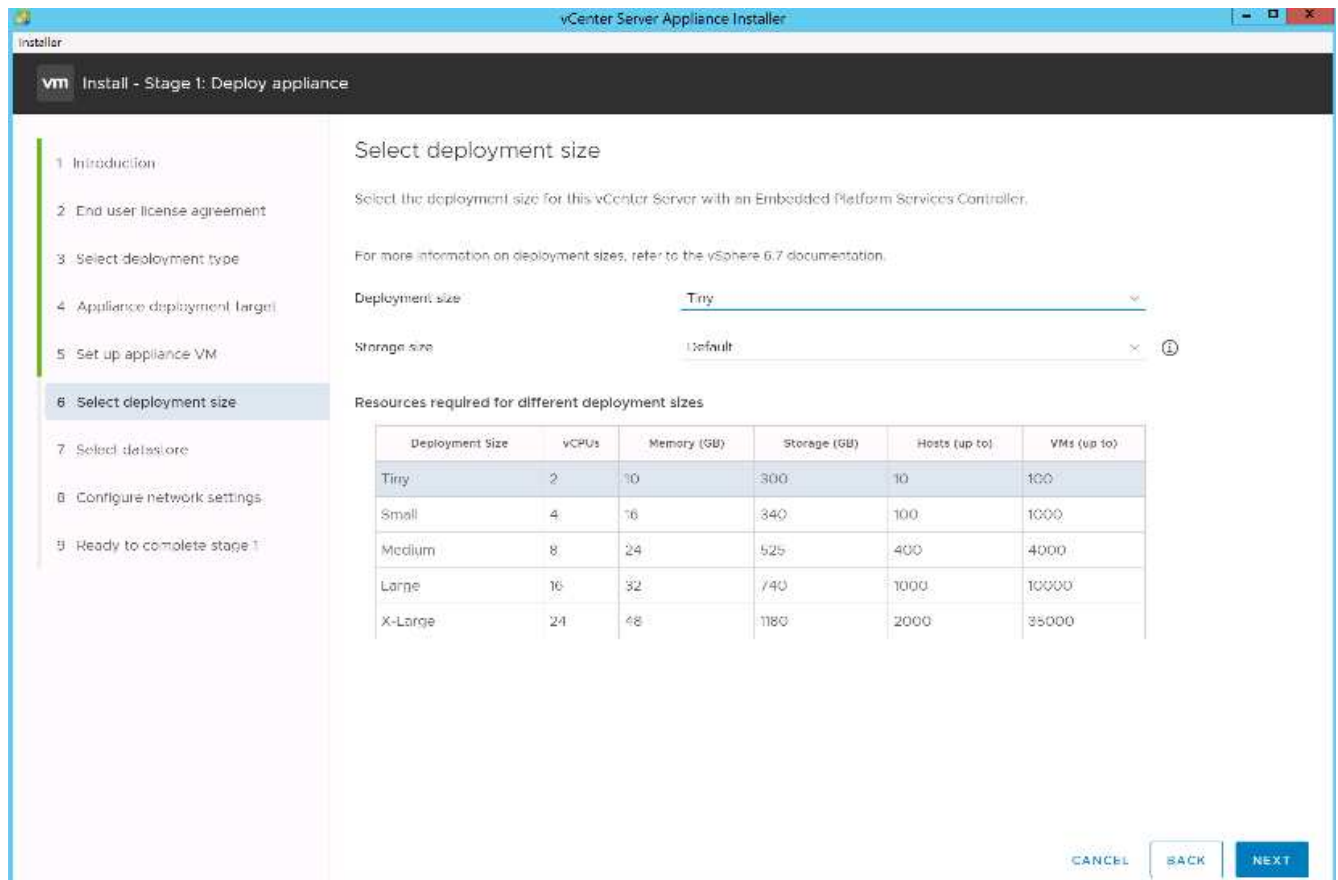 vCenter Server Appliance Installer
Installer
vm Install - Stage 1: Deploy appliance
1 Introduction
2 End user license agreement
3 Select deployment type
4 Appliance deployment target
5 Set up appliance VM
6 Select deployment size
7 Select datastore
8 Configure network settings
9 Ready to complete stage 1
Select deployment size
Select the deployment size for this vCenter Server with an Embedded Platform Services Controller.
For more information on deployment sizes, refer to the vSphere 6.7 documentation.
Deployment size Tiny
Storage size Default
Resources required for different deployment sizes
Deployment Size vCPUs Memory (GB) Storage (GB) Hosts (up to) VMs (up to)
Tiny 2 10 300 10 100
Small 4 16 340 100 1000
Medium 8 24 525 400 4000
Large 16 32 740 1000 10000
X-Large 24 48 1180 2000 35000
CANCEL BACK NEXT